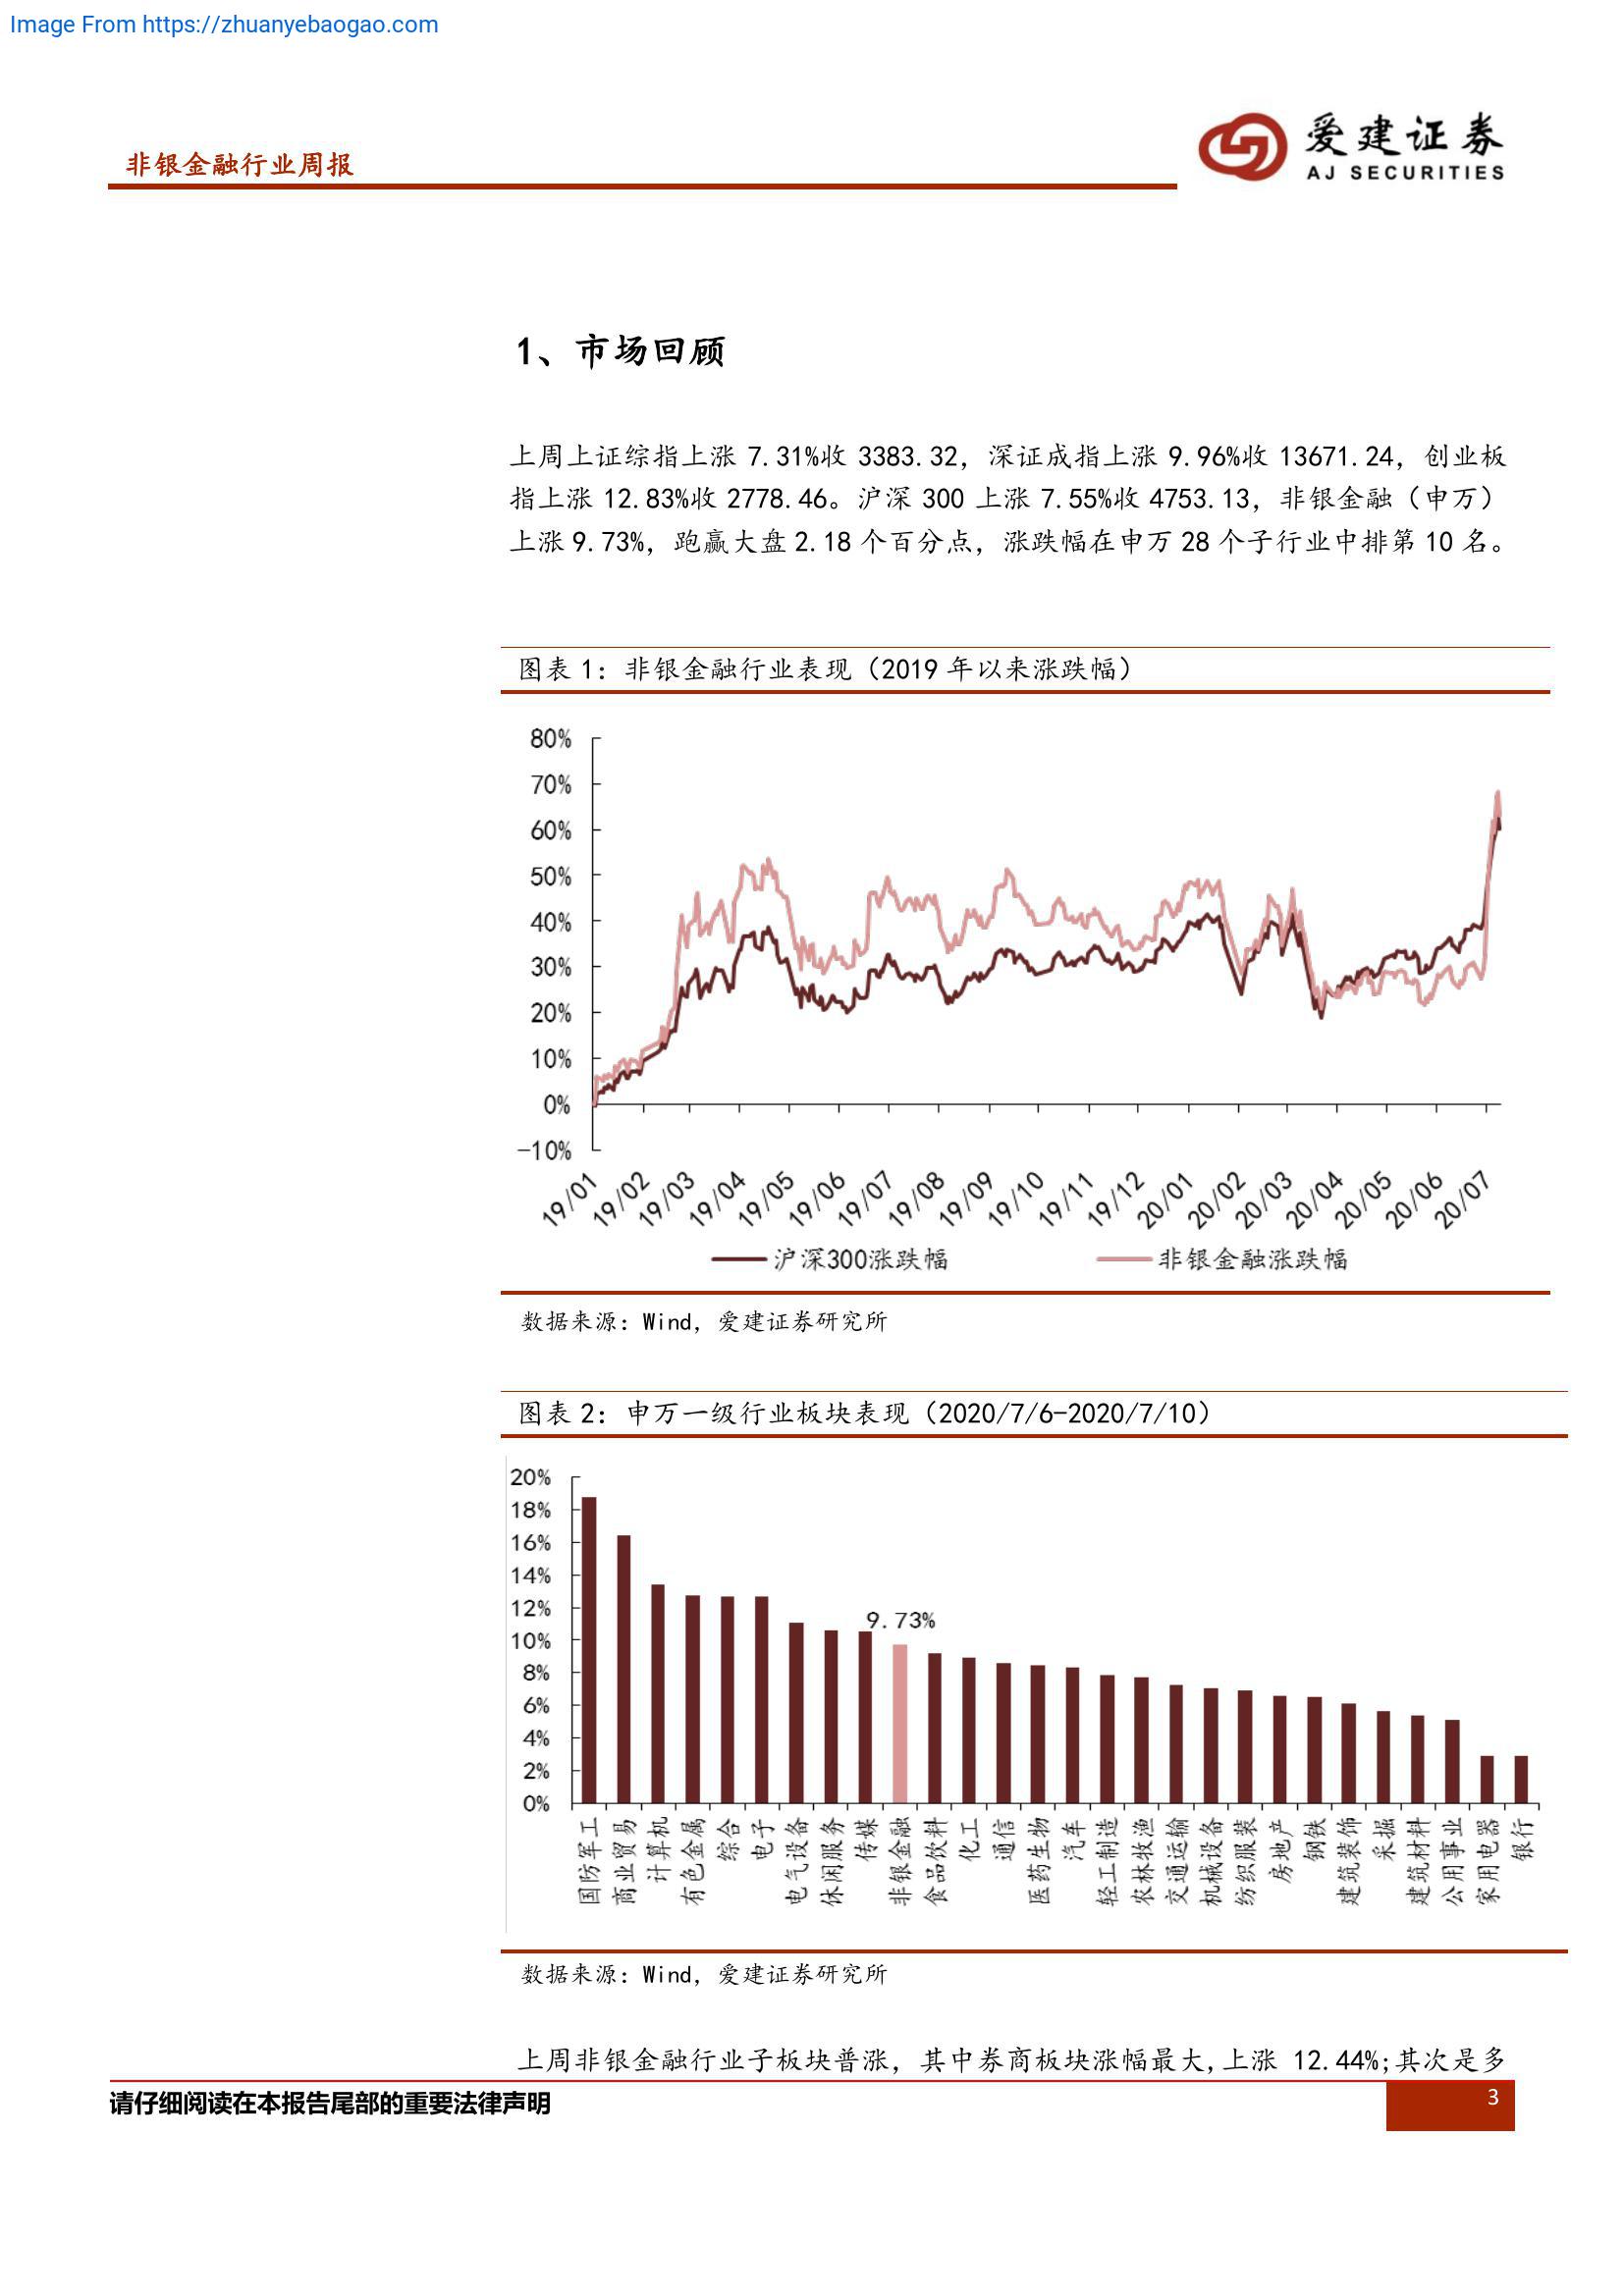 Image From https://zhuanyebaogao.com
非银金融行业周报
爱建证券
AJ SECURITIES
1、市场回顾
上周上证综指上涨 7.31%收 3383.32，深证成指上涨 9.96%收 13671.24，创业板
指上涨 12.83%收 2778.46。沪深 300 上涨 7.55%收 4753.13，非银金融（申万）
上涨 9.73%，跑赢大盘 2.18 个百分点，涨跌幅在申万 28 个子行业中排第 10 名。
图表 1：非银金融行业表现（2019 年以来涨跌幅）
80%
70%
60%
50%
40%
30%
20%
10%
0%
-10%
19/01
19/02
19/03
19/04
19/05
19/06
19/07
19/08
19/09
19/10
19/11
19/12
20/01
20/02
20/03
20/04
20/05
20/06
20/07
沪深300涨跌幅
非银金融涨跌幅
数据来源：Wind，爱建证券研究所
图表 2：申万一级行业板块表现（2020/7/6-2020/7/10）
20%
18%
16%
14%
12%
10%
8%
6%
4%
2%
0%
9.73%
国防军工
商业贸易
计算机
有色金属
综合
电子
电气设备
休闲服务
传媒
非银金融
食品饮料
化工
通信
医药生物
汽车
轻工制造
农林牧渔
交通运输
机械设备
纺织服装
房地产
钢铁
建筑装饰
采掘
建筑材料
公用事业
家用电器
银行
数据来源：Wind，爱建证券研究所
上周非银金融行业子板块普涨，其中券商板块涨幅最大,上涨 12.44%;其次是多
请仔细阅读在本报告尾部的重要法律声明
3